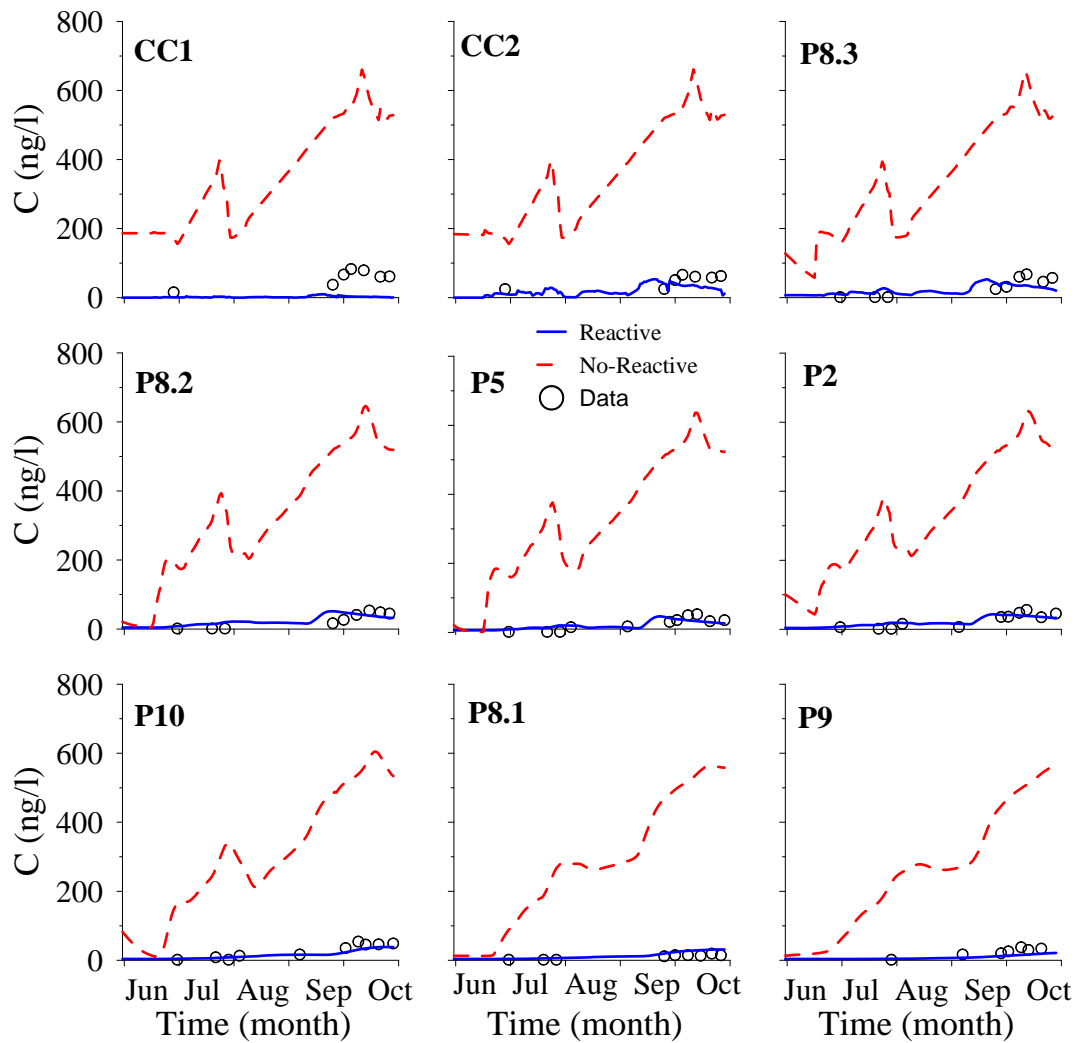 800
600
400
200
0
C (ng/l)
CC1
CC2
P8.3
Reactive
No-Reactive
Data
800
600
400
200
0
C (ng/l)
P8.2
P5
P2
800
600
400
200
0
C (ng/l)
P10
P8.1
P9
Jun Jul Aug Sep Oct
Jun Jul Aug Sep Oct
Jun Jul Aug Sep Oct
Time (month)
Time (month)
Time (month)